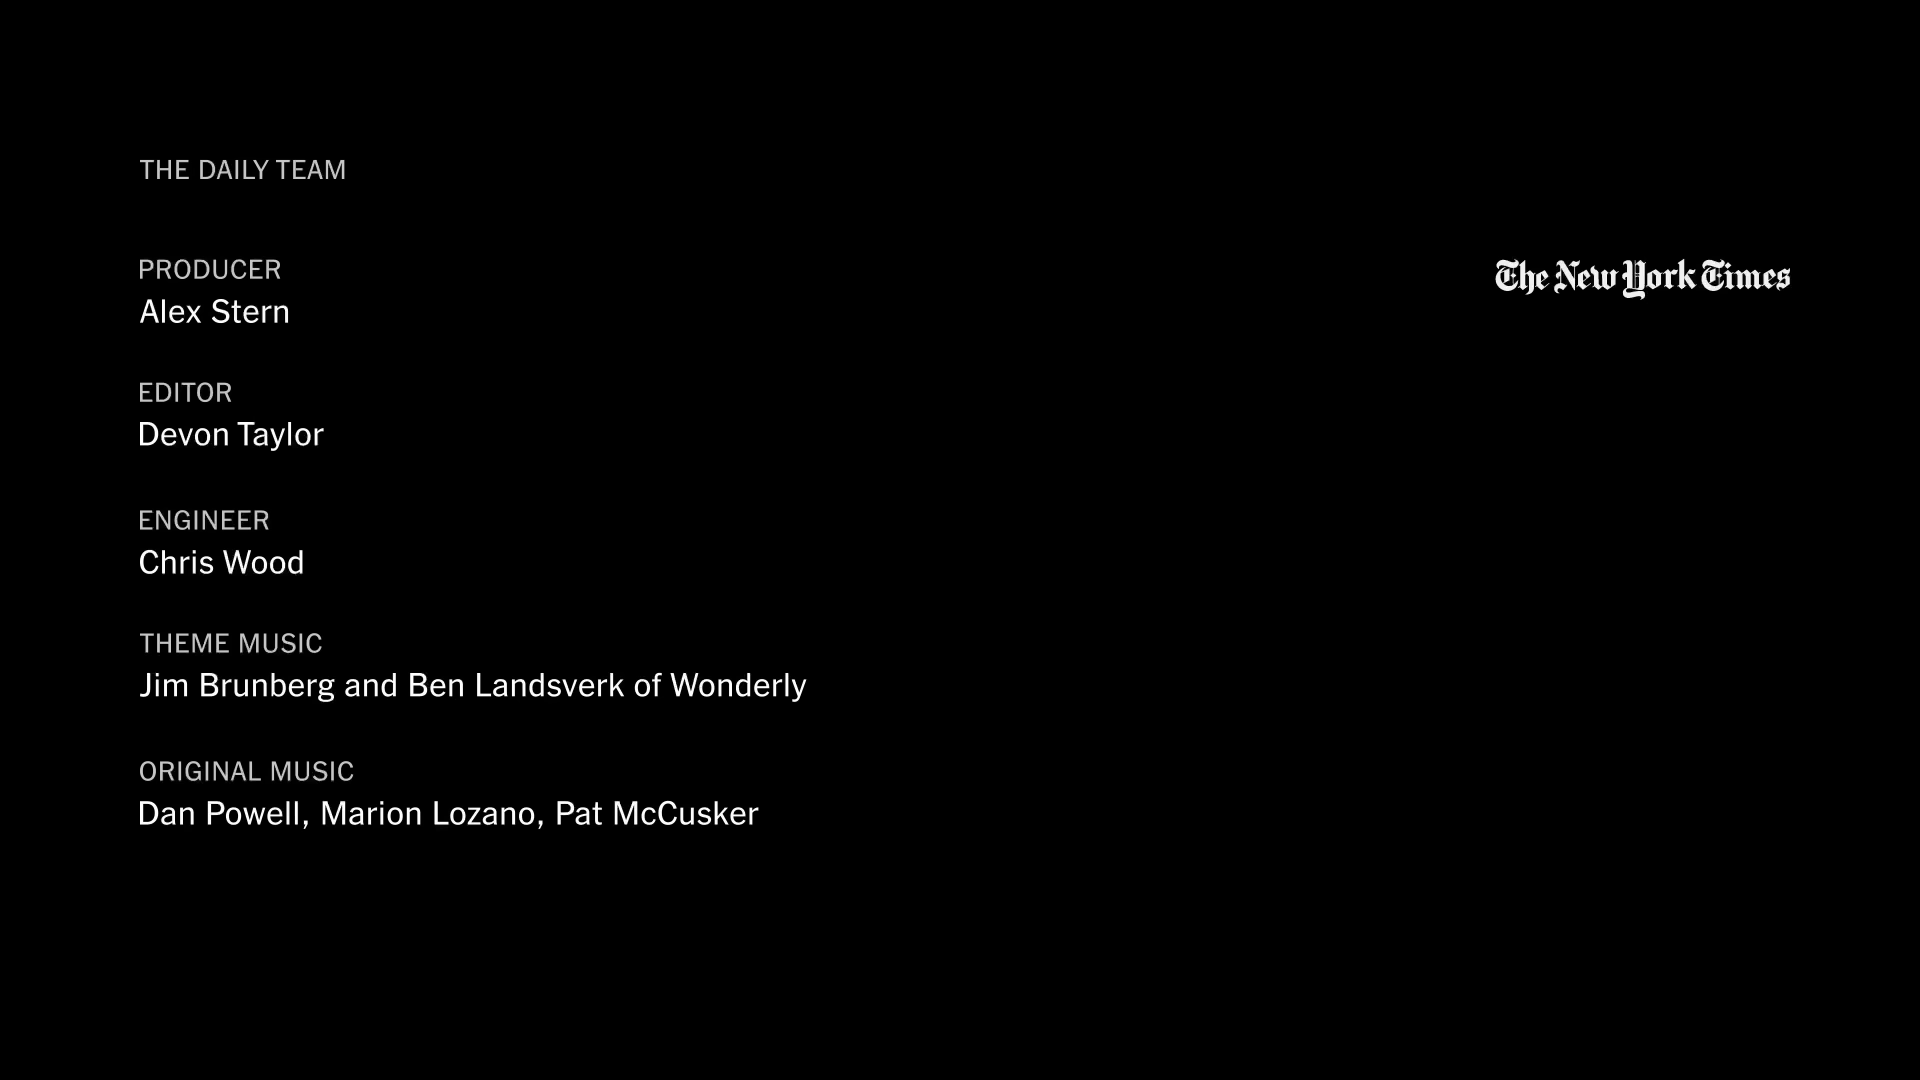 THE DAILY TEAM
PRODUCER
Alex Stern
The New York Times
EDITOR
Devon Taylor
ENGINEER
Chris Wood
THEME MUSIC
Jim Brunberg and Ben Landsverk of Wonderly
ORIGINAL MUSIC
Dan Powell, Marion Lozano, Pat McCusker